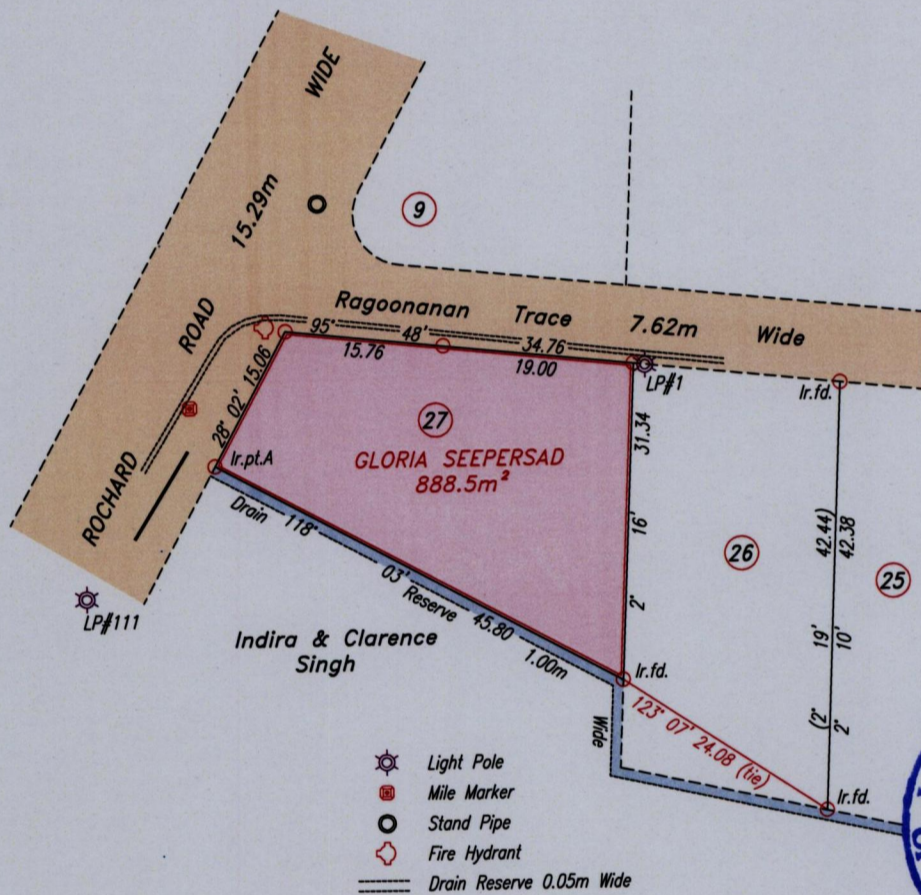 WIDE
15.29m
ROAD
ROCHARD
9
Ragoonanan Trace 7.62m Wide
95° 48' 34.76
15.76 19.00
LP#1
Ir.fd.
28° 02' 15.06
Ir.pt.A
27
GLORIA SEEPERSAD
888.5m²
31.34
16'
2°
26
42.44)
42.38
25
19'
10'
(2°
2°
Drain 118° 03' Reserve 45.80 1.00m
Wide
LP#111
Indira & Clarence
Singh
Ir.fd.
123° 07' 24.08 (tie)
Ir.fd.
Light Pole
Mile Marker
Stand Pipe
Fire Hydrant
Drain Reserve 0.05m Wide